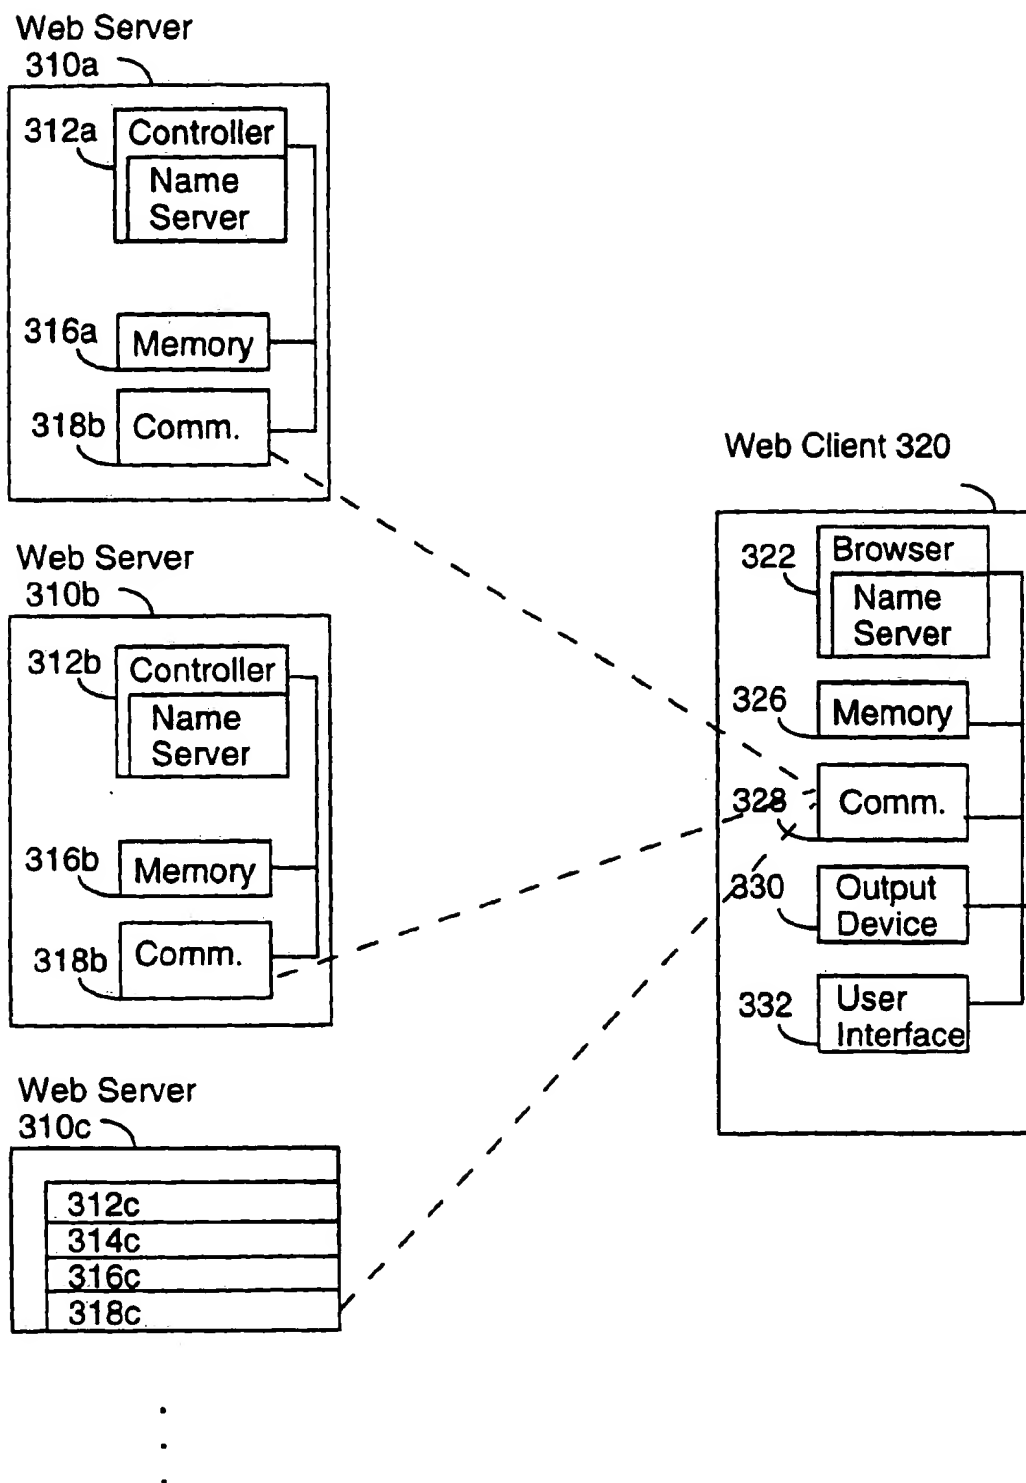 Web Server
310a
312a
Controller
Name
Server
316a
Memory
318b
Comm.
Web Server
310b
312b
Controller
Name
Server
316b
Memory
318b
Comm.
Web Server
310c
312c
314c
316c
318c
Web Client 320
322
Browser
Name
Server
326
Memory
328
Comm.
330
Output
Device
332
User
Interface